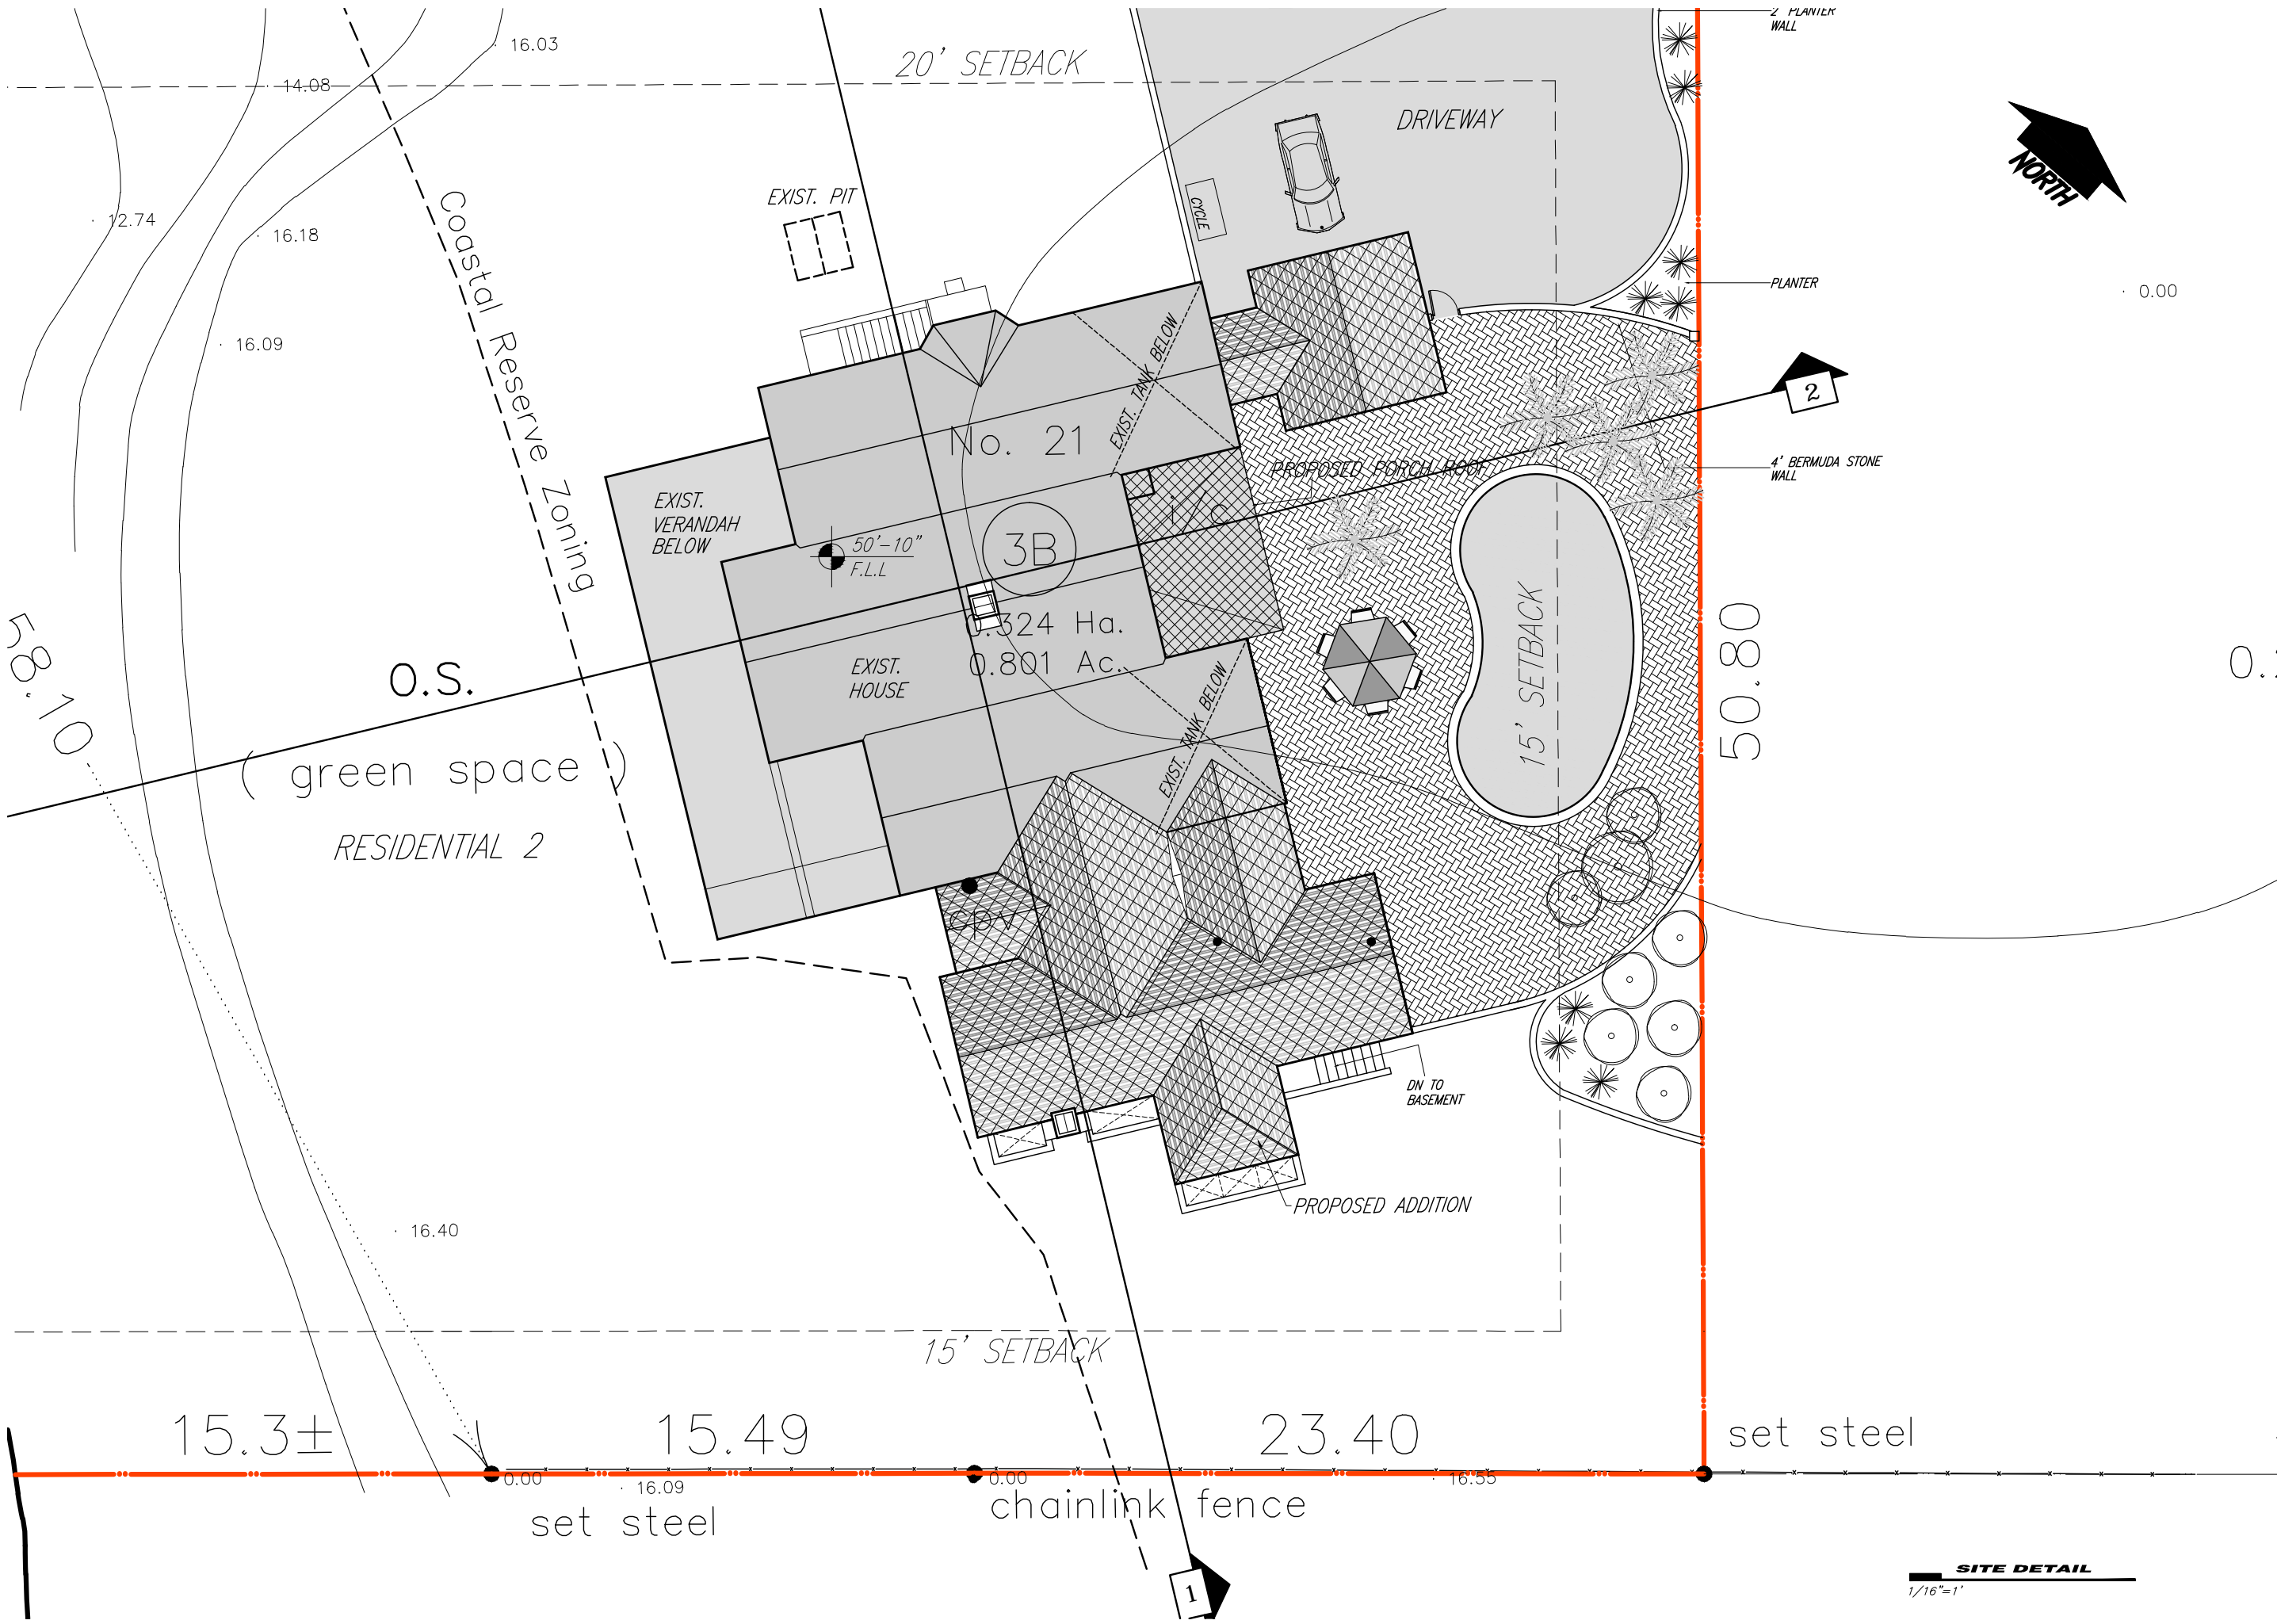 2' PLANTER
WALL
16.03
20' SETBACK
14.08
DRIVEWAY
NORTH
EXIST. PIT
CYCLE
12.74
16.18
Coastal Reserve Zoning
PLANTER
0.00
16.09
EXIST. TANK BELOW
2
No. 21
PROPOSED PORCH ROOF
4' BERMUDA STONE
WALL
EXIST.
VERANDAH
BELOW
50'-10"
F.L.L
3B
15' SETBACK
50.80
58.10
0.324 Ha.
0.801 Ac.
EXIST.
HOUSE
O.S.
EXIST. TANK BELOW
( green space )
RESIDENTIAL 2
cpv
DN TO
BASEMENT
PROPOSED ADDITION
16.40
15' SETBACK
15.3±
15.49
23.40
set steel
0.00
0.00
16.09
16.55
chainlink fence
set steel
1
SITE DETAIL
1/16"=1'